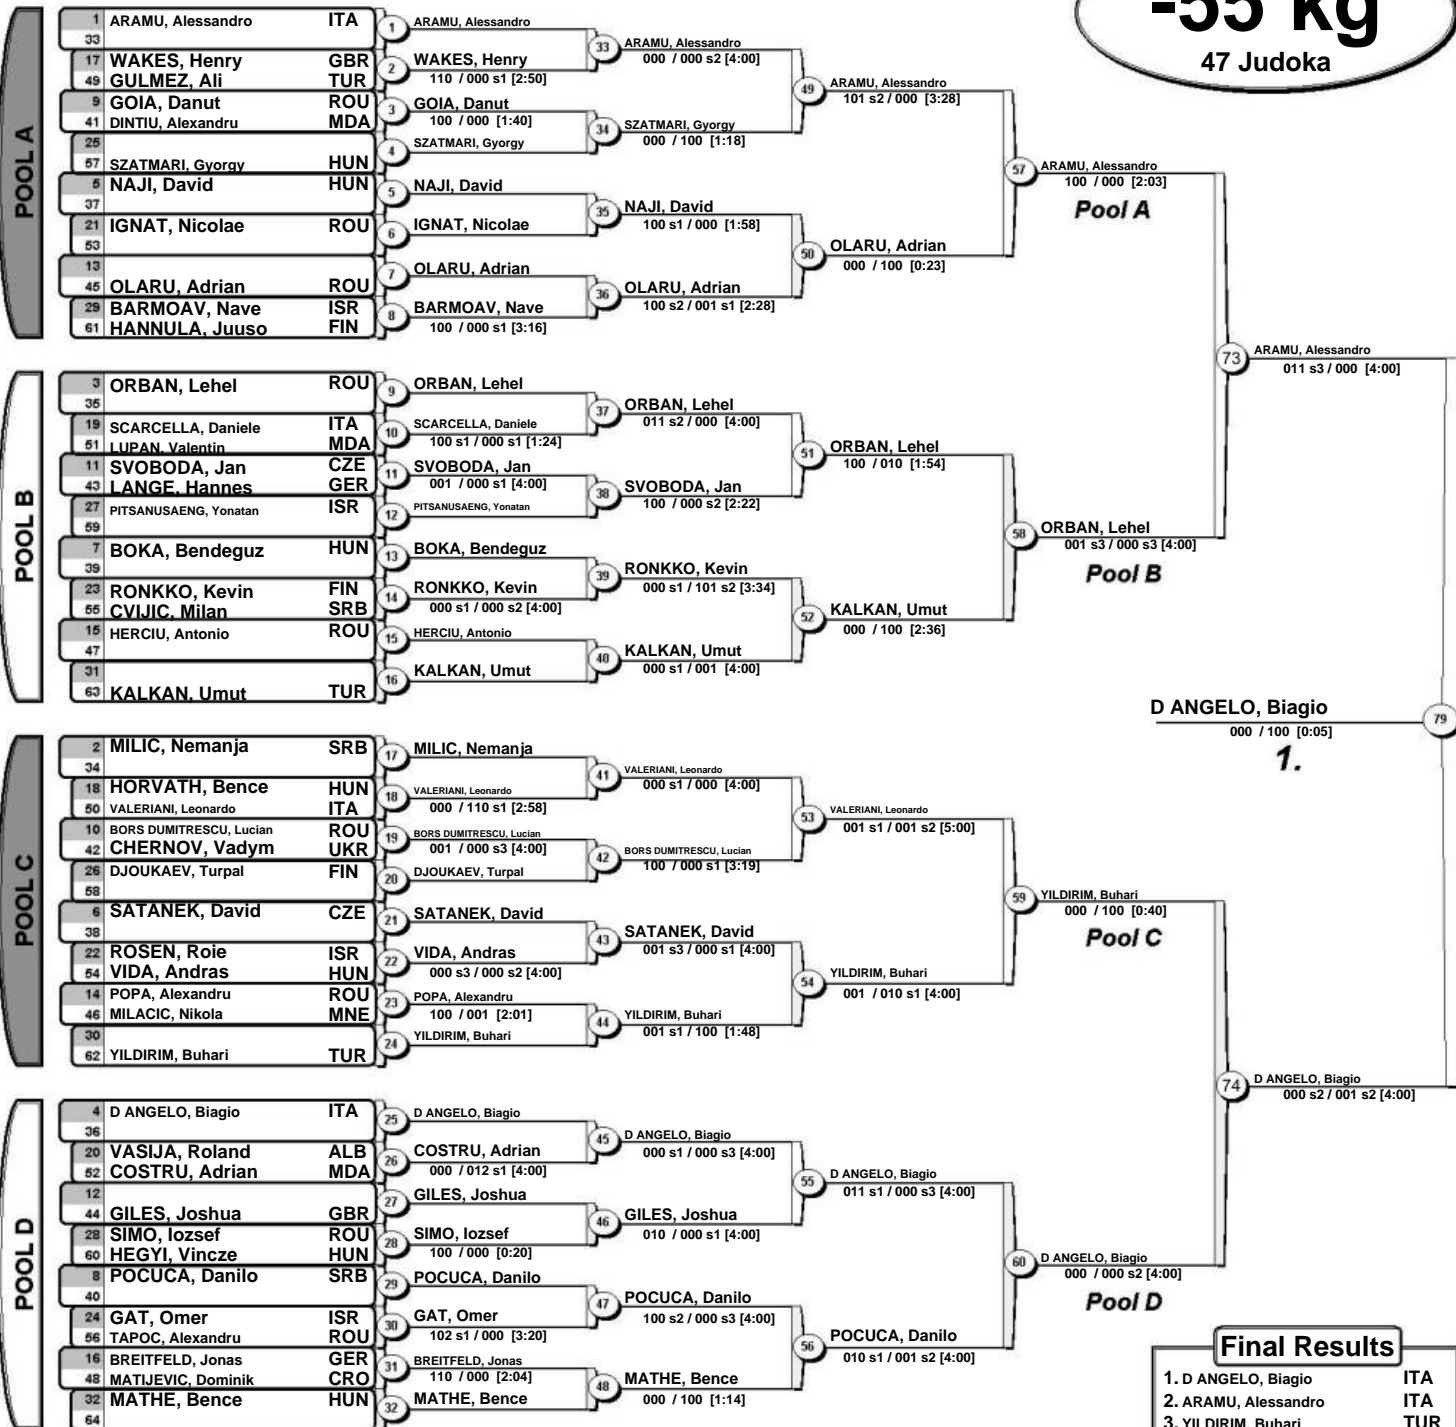 -55 kg
47 Judoka
POOL A
1 ARAMU, Alessandro ITA
33
17 WAKES, Henry GBR
49 GULMEZ, Ali TUR
9 GOIA, Danut ROU
41 DINTIU, Alexandru MDA
25
57 SZATMARI, Gyorgy HUN
5 NAJI, David HUN
37
21 IGNAT, Nicolae ROU
53
13
45 OLARU, Adrian ROU
29 BARMOAV, Nave ISR
61 HANNULA, Juuso FIN
1 ARAMU, Alessandro
2 WAKES, Henry
110 / 000 s1 [2:50]
3 GOIA, Danut
100 / 000 [1:40]
4 SZATMARI, Gyorgy
5 NAJI, David
6 IGNAT, Nicolae
7 OLARU, Adrian
8 BARMOAV, Nave
100 / 000 s1 [3:16]
33 ARAMU, Alessandro
000 / 000 s2 [4:00]
34 SZATMARI, Gyorgy
000 / 100 [1:18]
35 NAJI, David
100 s1 / 000 [1:58]
36 OLARU, Adrian
100 s2 / 001 s1 [2:28]
49 ARAMU, Alessandro
101 s2 / 000 [3:28]
50 OLARU, Adrian
000 / 100 [0:23]
57 ARAMU, Alessandro
100 / 000 [2:03]
Pool A
POOL B
3 ORBAN, Lehel ROU
35
19 SCARCELLA, Daniele ITA
51 LUPAN, Valentin MDA
11 SVOBODA, Jan CZE
43 LANGE, Hannes GER
27 PITSANUSAENG, Yonatan ISR
59
7 BOKA, Bendeguz HUN
39
23 RONKKO, Kevin FIN
55 CVIJIC, Milan SRB
15 HERCIU, Antonio ROU
47
31
63 KALKAN, Umut TUR
9 ORBAN, Lehel
10 SCARCELLA, Daniele
100 s1 / 000 s1 [1:24]
11 SVOBODA, Jan
001 / 000 s1 [4:00]
12 PITSANUSAENG, Yonatan
13 BOKA, Bendeguz
14 RONKKO, Kevin
000 s1 / 000 s2 [4:00]
15 HERCIU, Antonio
16 KALKAN, Umut
37 ORBAN, Lehel
011 s2 / 000 [4:00]
38 SVOBODA, Jan
100 / 000 s2 [2:22]
39 RONKKO, Kevin
000 s1 / 101 s2 [3:34]
40 KALKAN, Umut
000 s1 / 001 [4:00]
51 ORBAN, Lehel
100 / 010 [1:54]
52 KALKAN, Umut
000 / 100 [2:36]
58 ORBAN, Lehel
001 s3 / 000 s3 [4:00]
Pool B
73 ARAMU, Alessandro
011 s3 / 000 [4:00]
D ANGELO, Biagio 79
000 / 100 [0:05]
1.
POOL C
2 MILIC, Nemanja SRB
34
18 HORVATH, Bence HUN
50 VALERIANI, Leonardo ITA
10 BORS DUMITRESCU, Lucian ROU
42 CHERNOV, Vadym UKR
26 DJOUKAEV, Turpal FIN
58
6 SATANEK, David CZE
38
22 ROSEN, Roie ISR
54 VIDA, Andras HUN
14 POPA, Alexandru ROU
46 MILACIC, Nikola MNE
30
62 YILDIRIM, Buhari TUR
17 MILIC, Nemanja
18 VALERIANI, Leonardo
000 / 110 s1 [2:58]
19 BORS DUMITRESCU, Lucian
001 / 000 s3 [4:00]
20 DJOUKAEV, Turpal
21 SATANEK, David
22 VIDA, Andras
000 s3 / 000 s2 [4:00]
23 POPA, Alexandru
100 / 001 [2:01]
24 YILDIRIM, Buhari
41 VALERIANI, Leonardo
000 s1 / 000 [4:00]
42 BORS DUMITRESCU, Lucian
100 / 000 s1 [3:19]
43 SATANEK, David
001 s3 / 000 s1 [4:00]
44 YILDIRIM, Buhari
001 s1 / 100 [1:48]
53 VALERIANI, Leonardo
001 s1 / 001 s2 [5:00]
54 YILDIRIM, Buhari
001 / 010 s1 [4:00]
59 YILDIRIM, Buhari
000 / 100 [0:40]
Pool C
POOL D
4 D ANGELO, Biagio ITA
36
20 VASIJA, Roland ALB
52 COSTRU, Adrian MDA
12
44 GILES, Joshua GBR
28 SIMO, Iozsef ROU
60 HEGYI, Vincze HUN
8 POCUCA, Danilo SRB
40
24 GAT, Omer ISR
56 TAPOC, Alexandru ROU
16 BREITFELD, Jonas GER
48 MATIJEVIC, Dominik CRO
32 MATHE, Bence HUN
64
25 D ANGELO, Biagio
26 COSTRU, Adrian
000 / 012 s1 [4:00]
27 GILES, Joshua
28 SIMO, Iozsef
100 / 000 [0:20]
29 POCUCA, Danilo
30 GAT, Omer
102 s1 / 000 [3:20]
31 BREITFELD, Jonas
110 / 000 [2:04]
32 MATHE, Bence
45 D ANGELO, Biagio
000 s1 / 000 s3 [4:00]
46 GILES, Joshua
010 / 000 s1 [4:00]
47 POCUCA, Danilo
100 s2 / 000 s3 [4:00]
48 MATHE, Bence
000 / 100 [1:14]
55 D ANGELO, Biagio
011 s1 / 000 s3 [4:00]
56 POCUCA, Danilo
010 s1 / 001 s2 [4:00]
60 D ANGELO, Biagio
000 / 000 s2 [4:00]
Pool D
74 D ANGELO, Biagio
000 s2 / 001 s2 [4:00]
Final Results
1. D ANGELO, Biagio ITA
2. ARAMU, Alessandro ITA
3. YILDIRIM, Buhari TUR